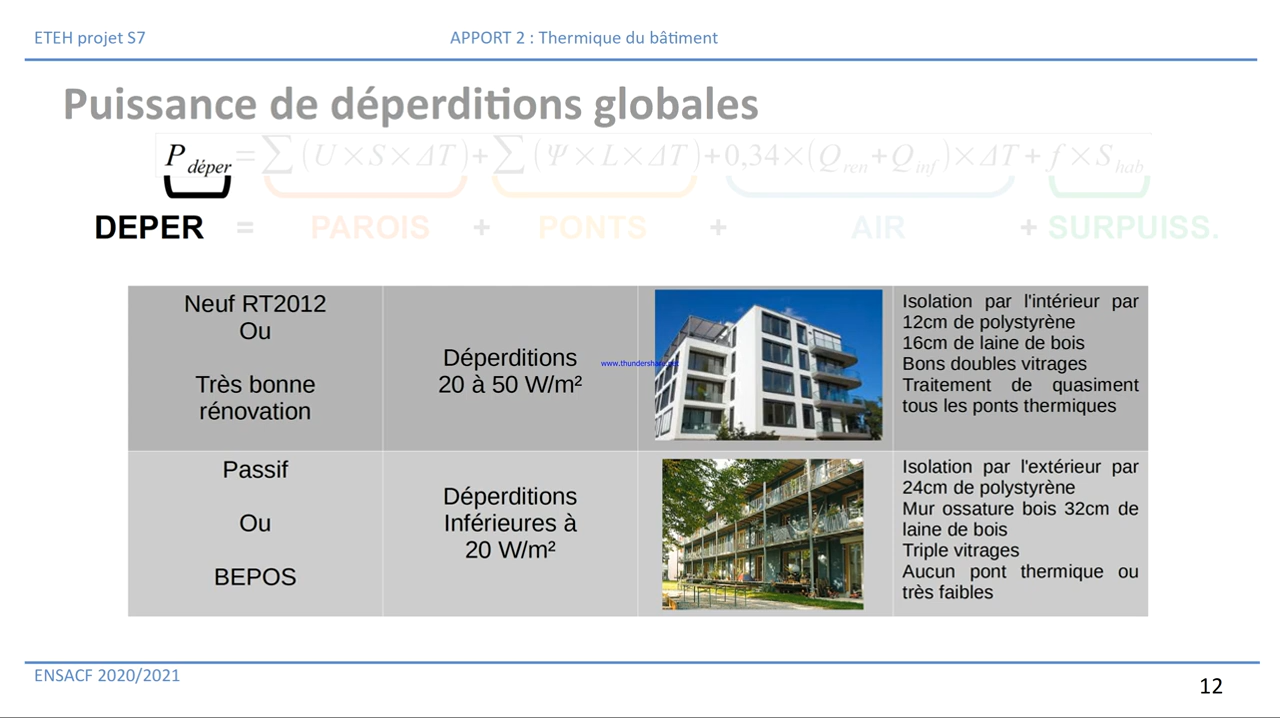 ETEH projet S7
APPORT 2 : Thermique du bâtiment
Puissance de déperditions globales
P déper = ∑ ( U × S × ΔT ) + ∑ ( Ψ × L × ΔT ) + 0,34 × ( Q ren + Q inf ) × ΔT + f × S hab
DEPER = PAROIS + PONTS + AIR + SURPUISS.
Neuf RT2012
Ou
Très bonne
rénovation
Déperditions
20 à 50 W/m²
www.thundershare.net
Isolation par l'intérieur par
12cm de polystyrène
16cm de laine de bois
Bons doubles vitrages
Traitement de quasiment
tous les ponts thermiques
Passif
Ou
BEPOS
Déperditions
Inférieures à
20 W/m²
Isolation par l'extérieur par
24cm de polystyrène
Mur ossature bois 32cm de
laine de bois
Triple vitrages
Aucun pont thermique ou
très faibles
ENSACF 2020/2021
12